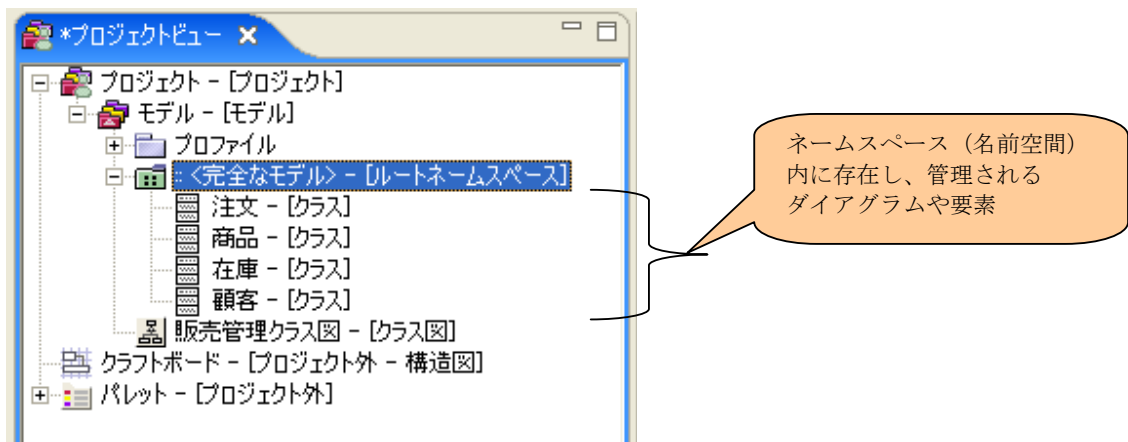 *プロジェクトビュー
プロジェクト - [プロジェクト]
モデル - [モデル]
プロファイル
:: <完全なモデル> - [ルートネームスペース]
注文 - [クラス]
商品 - [クラス]
在庫 - [クラス]
顧客 - [クラス]
販売管理クラス図 - [クラス図]
クラフトボード - [プロジェクト外 - 構造図]
パレット - [プロジェクト外]
ネームスペース（名前空間）
内に存在し、管理される
ダイアグラムや要素